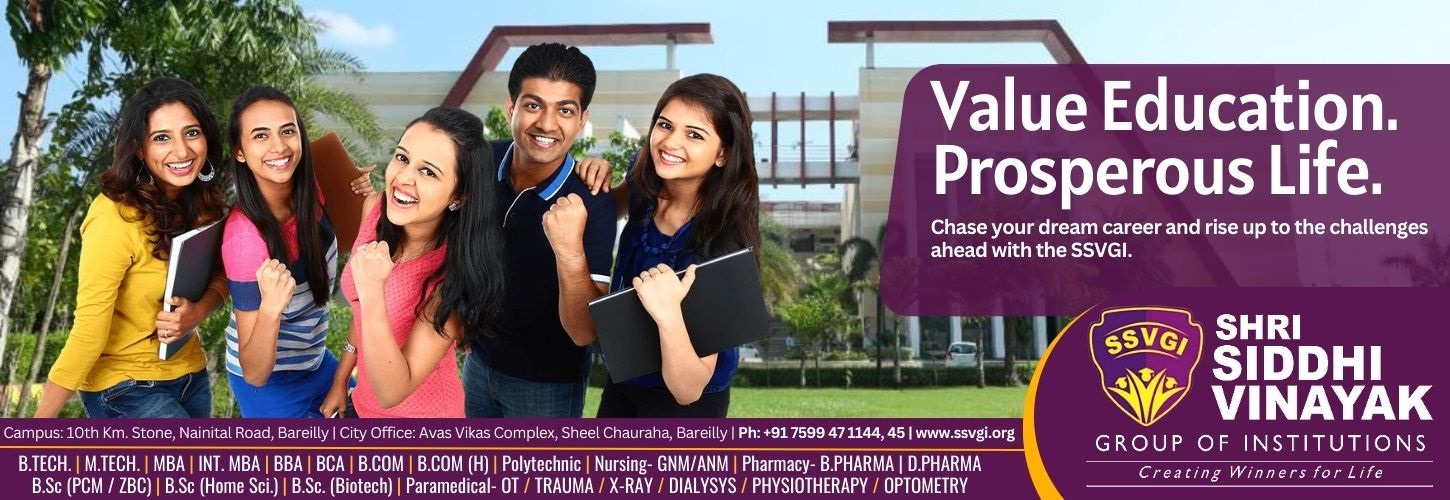 Value Education.
Prosperous Life.
Chase your dream career and rise up to the challenges
ahead with the SSVGI.
SSVGI
SHRI
SIDDHI
VINAYAK
GROUP OF INSTITUTIONS
Creating Winners for Life
Campus: 10th Km. Stone, Nainital Road, Bareilly | City Office: Avas Vikas Complex, Sheel Chauraha, Bareilly | Ph: +91 7599 47 1144, 45 | www.ssvgi.org
B.TECH. | M.TECH. | MBA | INT. MBA | BBA | BCA | B.COM | B.COM (H) | Polytechnic | Nursing- GNM/ANM | Pharmacy- B.PHARMA | D.PHARMA
B.Sc (PCM / ZBC) | B.Sc (Home Sci.) | B.Sc. (Biotech) | Paramedical- OT / TRAUMA / X-RAY / DIALYSYS / PHYSIOTHERAPY / OPTOMETRY